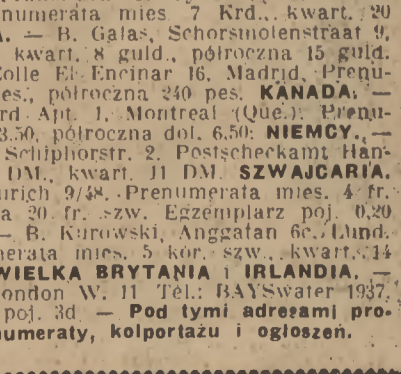 numerata mies. 7 Krd., kwart. 20
A. — B. Galas, Schorsmolenstraat 9,
kwart. 8 guld., półroczna 15 guld.
Colle El Encinar 16, Madrid, Prenu-
es., półroczna 240 pes. KANADA. —
rd Apt. 1, Montreal (Que.). Prenu-
3.50, półroczna dol. 6.50; NIEMCY. —
Schiphorstr. 2. Postscheckamt Han-
DM., kwart. 11 DM. SZWAJCARIA.
urich 9/48. Prenumerata mies. 4 fr.
a 20 fr. szw. Egzemplarz poj. 0,20
— B. Kurowski, Anggatan 6c, Lund.
merata mies. 5 kor. szw., kwart. 14
WIELKA BRYTANIA i IRLANDIA. —
ondon W. 11 Tel.: BAYSwater 1937.
poj. 3d — Pod tymi adresami pro-
numeraty, kolportażu i ogłoszeń.